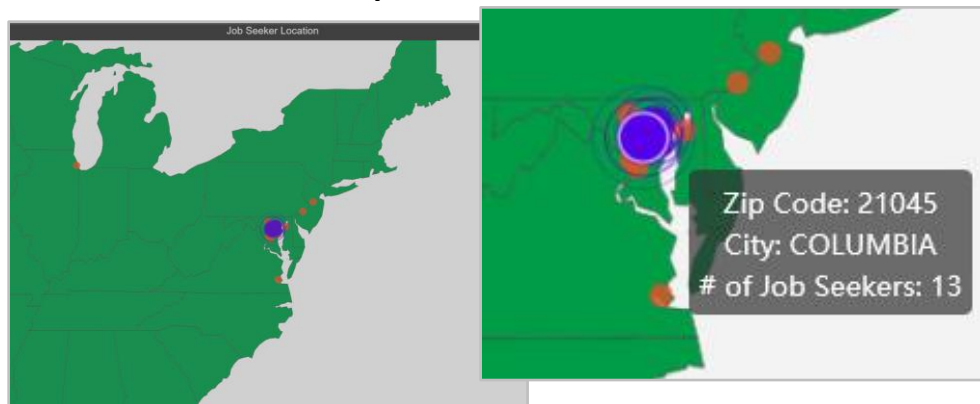 Job Seeker Location
Zip Code: 21045
City: COLUMBIA
# of Job Seekers: 13